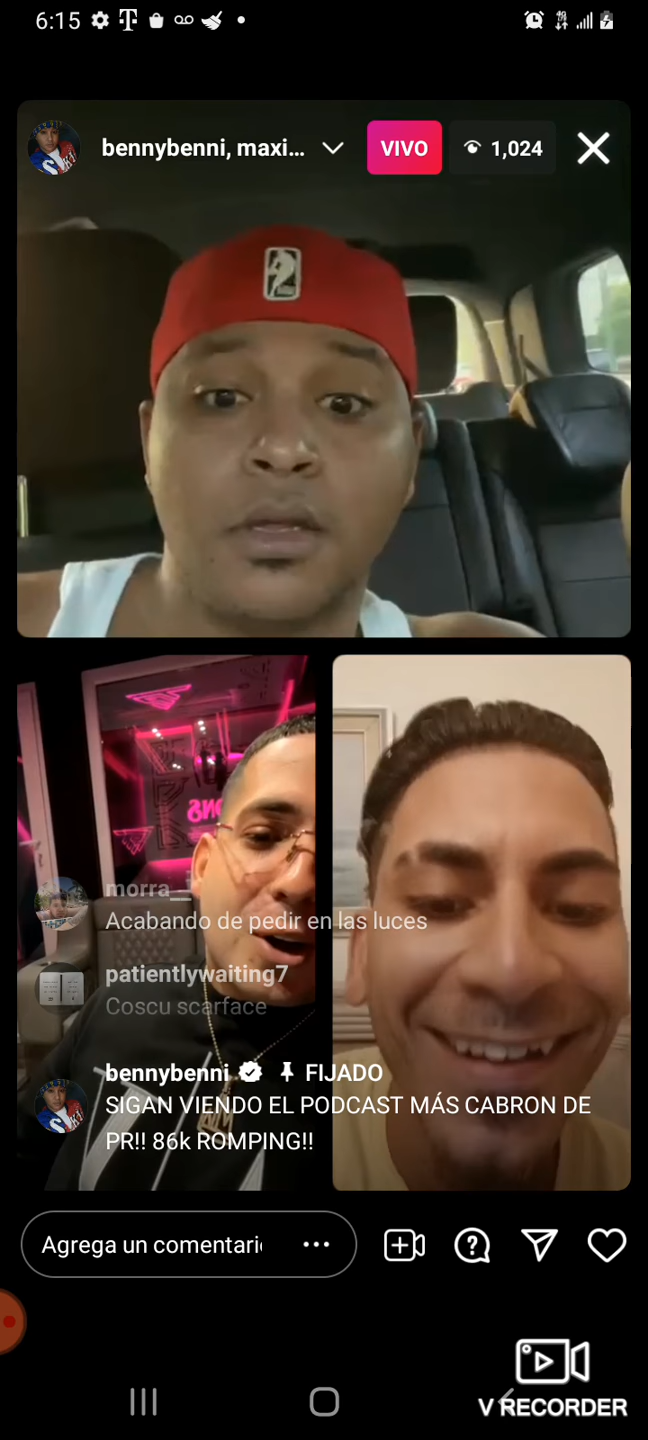 6:15
bennybenni, maxi...
VIVO
1,024
morra__
Acabando de pedir en las luces
patientlywaiting7
Coscu scarface
bennybenni FIJADO
SIGAN VIENDO EL PODCAST MÁS CABRON DE
PR!! 86k ROMPING!!
Agrega un comentari
V RECORDER